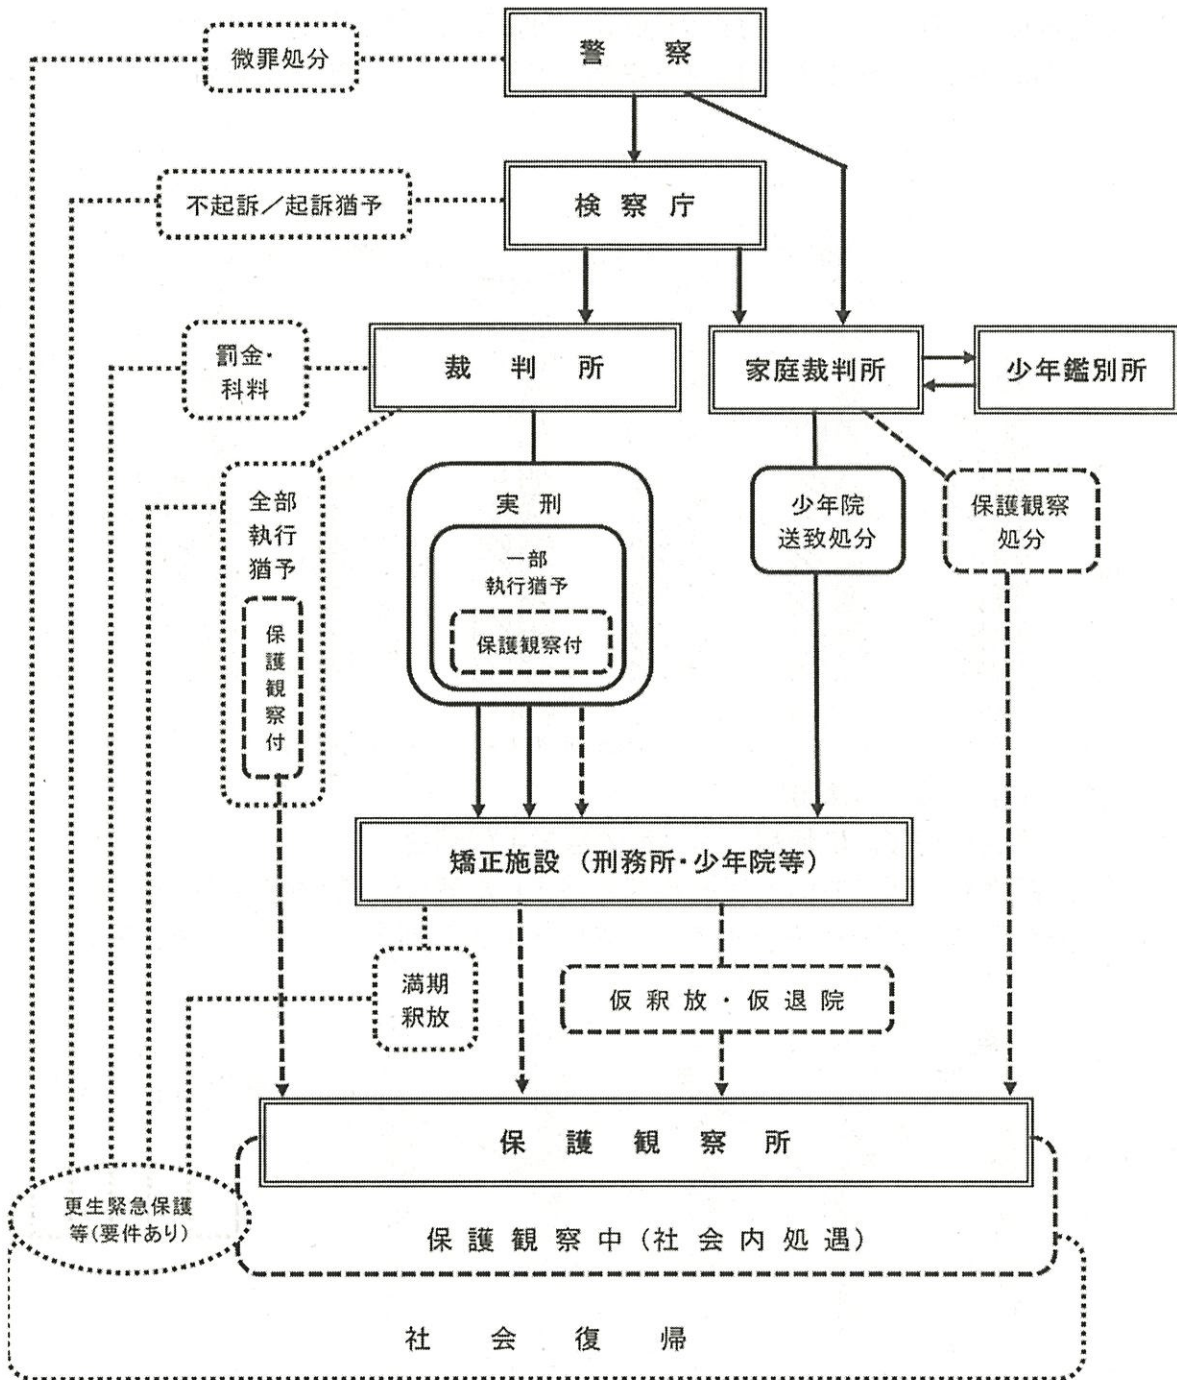 警察
微罪処分
検察庁
不起訴／起訴猶予
裁判所
家庭裁判所
少年鑑別所
罰金・
科料
全部
執行
猶予
保護観察付
実刑
一部
執行猶予
保護観察付
少年院
送致処分
保護観察
処分
矯正施設（刑務所・少年院等）
満期
釈放
仮釈放・仮退院
保護観察所
更生緊急保護
等(要件あり)
保護観察中(社会内処遇)
社会復帰